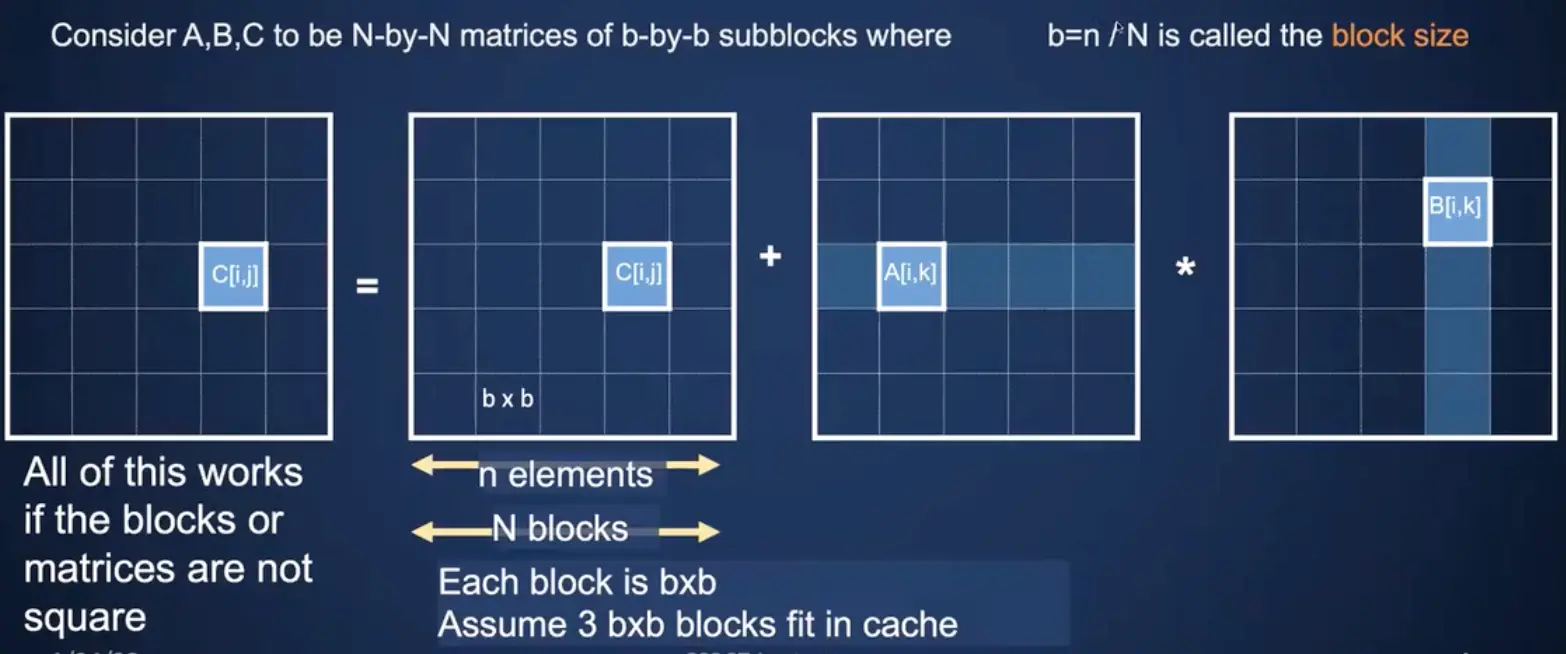 Consider A,B,C to be N-by-N matrices of b-by-b subblocks where b=n / N is called the block size
C[i,j]
=
C[i,j]
+
A[i,k]
*
B[i,k]
b x b
n elements
N blocks
All of this works
if the blocks or
matrices are not
square
Each block is bxb
Assume 3 bxb blocks fit in cache